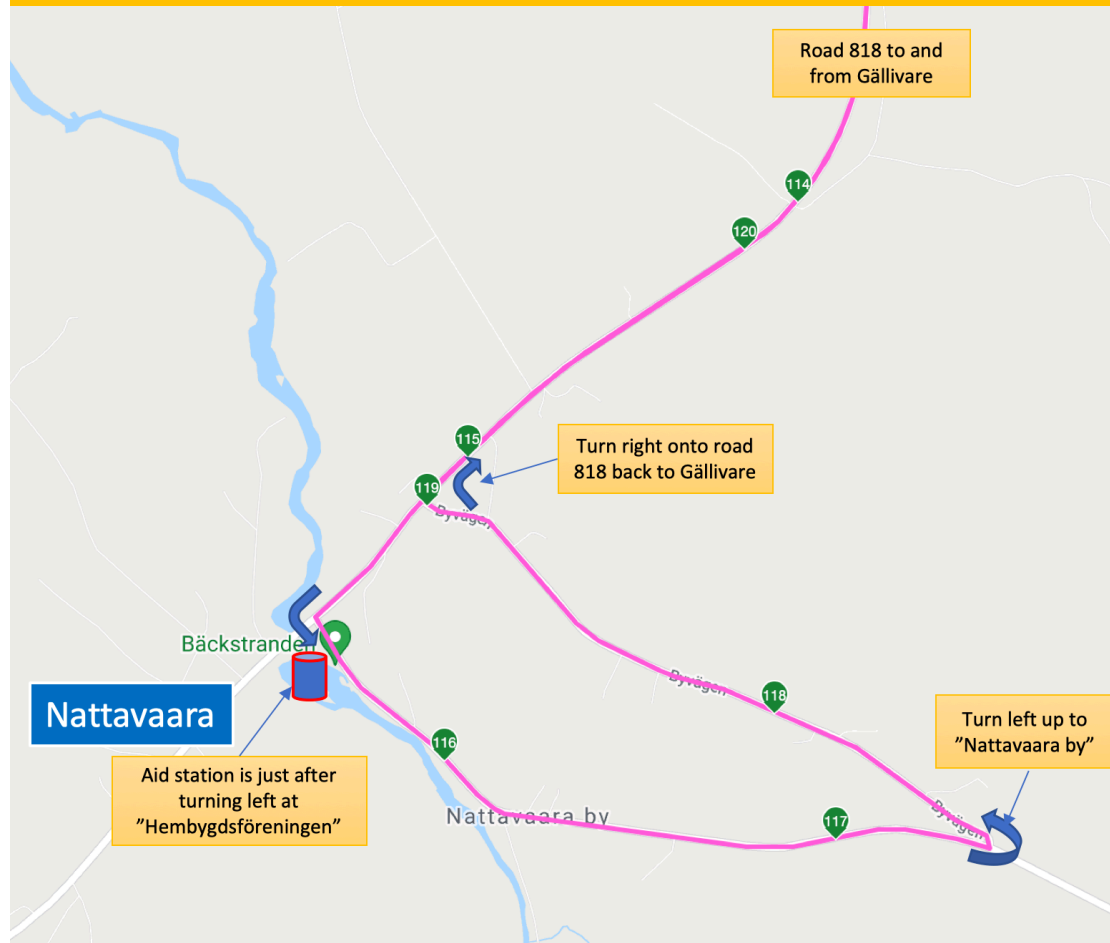 Road 818 to and
from Gällivare
114
120
115
Turn right onto road
818 back to Gällivare
119
Byvägen
Bäckstranden
Nattavaara
Byvägen
118
Turn left up to
”Nattavaara by”
116
Aid station is just after
turning left at
”Hembygdsföreningen”
Nattavaara by
117
Byvägen